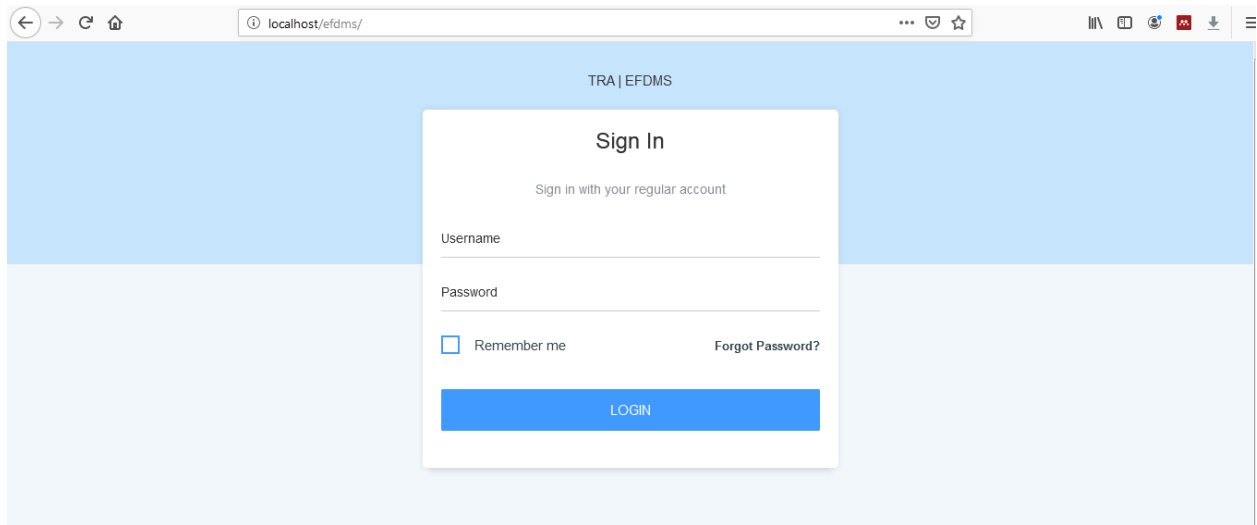 localhost/efdms/
TRA | EFDMS
Sign In
Sign in with your regular account
Username
Password
Remember me Forgot Password?
LOGIN